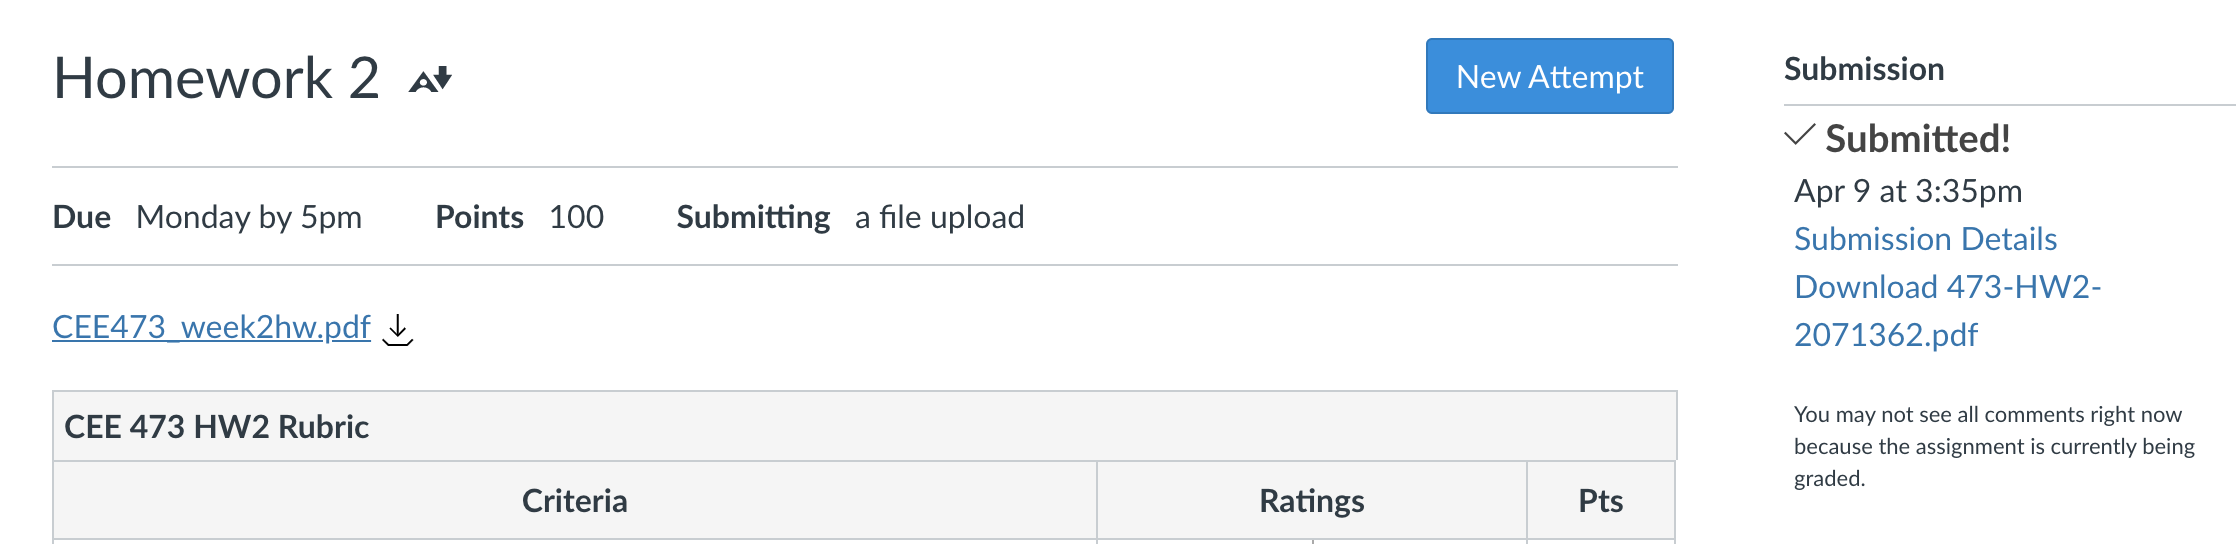 Homework 2
New Attempt
Due Monday by 5pm Points 100 Submitting a file upload
CEE473_week2hw.pdf
CEE 473 HW2 Rubric
Criteria Ratings Pts
Submission
Submitted!
Apr 9 at 3:35pm
Submission Details
Download 473-HW2-
2071362.pdf
You may not see all comments right now
because the assignment is currently being
graded.